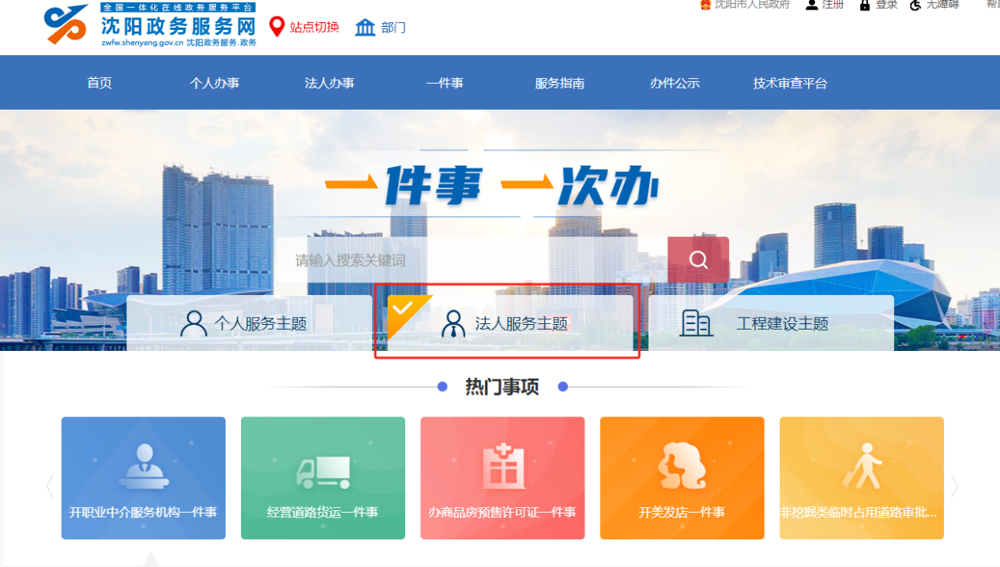 全国一体化在线政务服务平台
沈阳政务服务网
zwfw.shenyang.gov.cn 沈阳政务服务.政务
站点切换 部门
沈阳市人民政府 注册 登录 无障碍
首页 个人办事 法人办事 一件事 服务指南 办件公示 技术审查平台
一件事 一次办
请输入搜索关键词
个人服务主题 法人服务主题 工程建设主题
热门事项
开职业中介服务机构一件事 经营道路货运一件事 办商品房预售许可证一件事 开美发店一件事 非挖掘类临时占用道路审批...